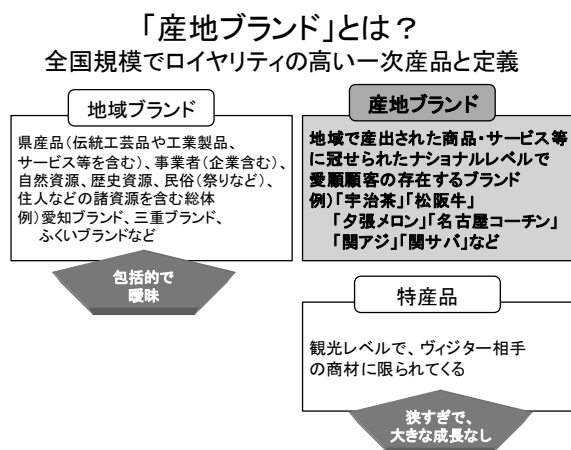 「産地ブランド」とは？
全国規模でロイヤリティの高い一次産品と定義
地域ブランド
県産品（伝統工芸品や工業製品、
サービス等を含む）、事業者（企業含む）、
自然資源、歴史資源、民俗（祭りなど）、
住人などの諸資源を含む総体
例）愛知ブランド、三重ブランド、
ふくいブランドなど
包括的で
曖昧
産地ブランド
地域で産出された商品・サービス等
に冠せられたナショナルレベルで
愛顧顧客の存在するブランド
例）「宇治茶」「松阪牛」
「夕張メロン」「名古屋コーチン」
「関アジ」「関サバ」など
特産品
観光レベルで、ヴィジター相手
の商材に限られてくる
狭すぎで、
大きな成長なし